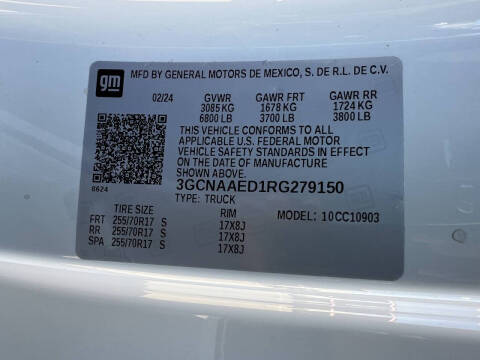 gm
MFD BY GENERAL MOTORS DE MEXICO, S. DE R.L. DE C.V.
02/24 GVWR GAWR FRT GAWR RR
3085 KG 1678 KG 1724 KG
6800 LB 3700 LB 3800 LB
THIS VEHICLE CONFORMS TO ALL
APPLICABLE U.S. FEDERAL MOTOR
VEHICLE SAFETY STANDARDS IN EFFECT
ON THE DATE OF MANUFACTURE SHOWN ABOVE.
3GCNAAED1RG279150
0624 TYPE: TRUCK
TIRE SIZE RIM MODEL: 10CC10903
FRT 255/70R17 S 17X8J
RR 255/70R17 S 17X8J
SPA 255/70R17 S 17X8J